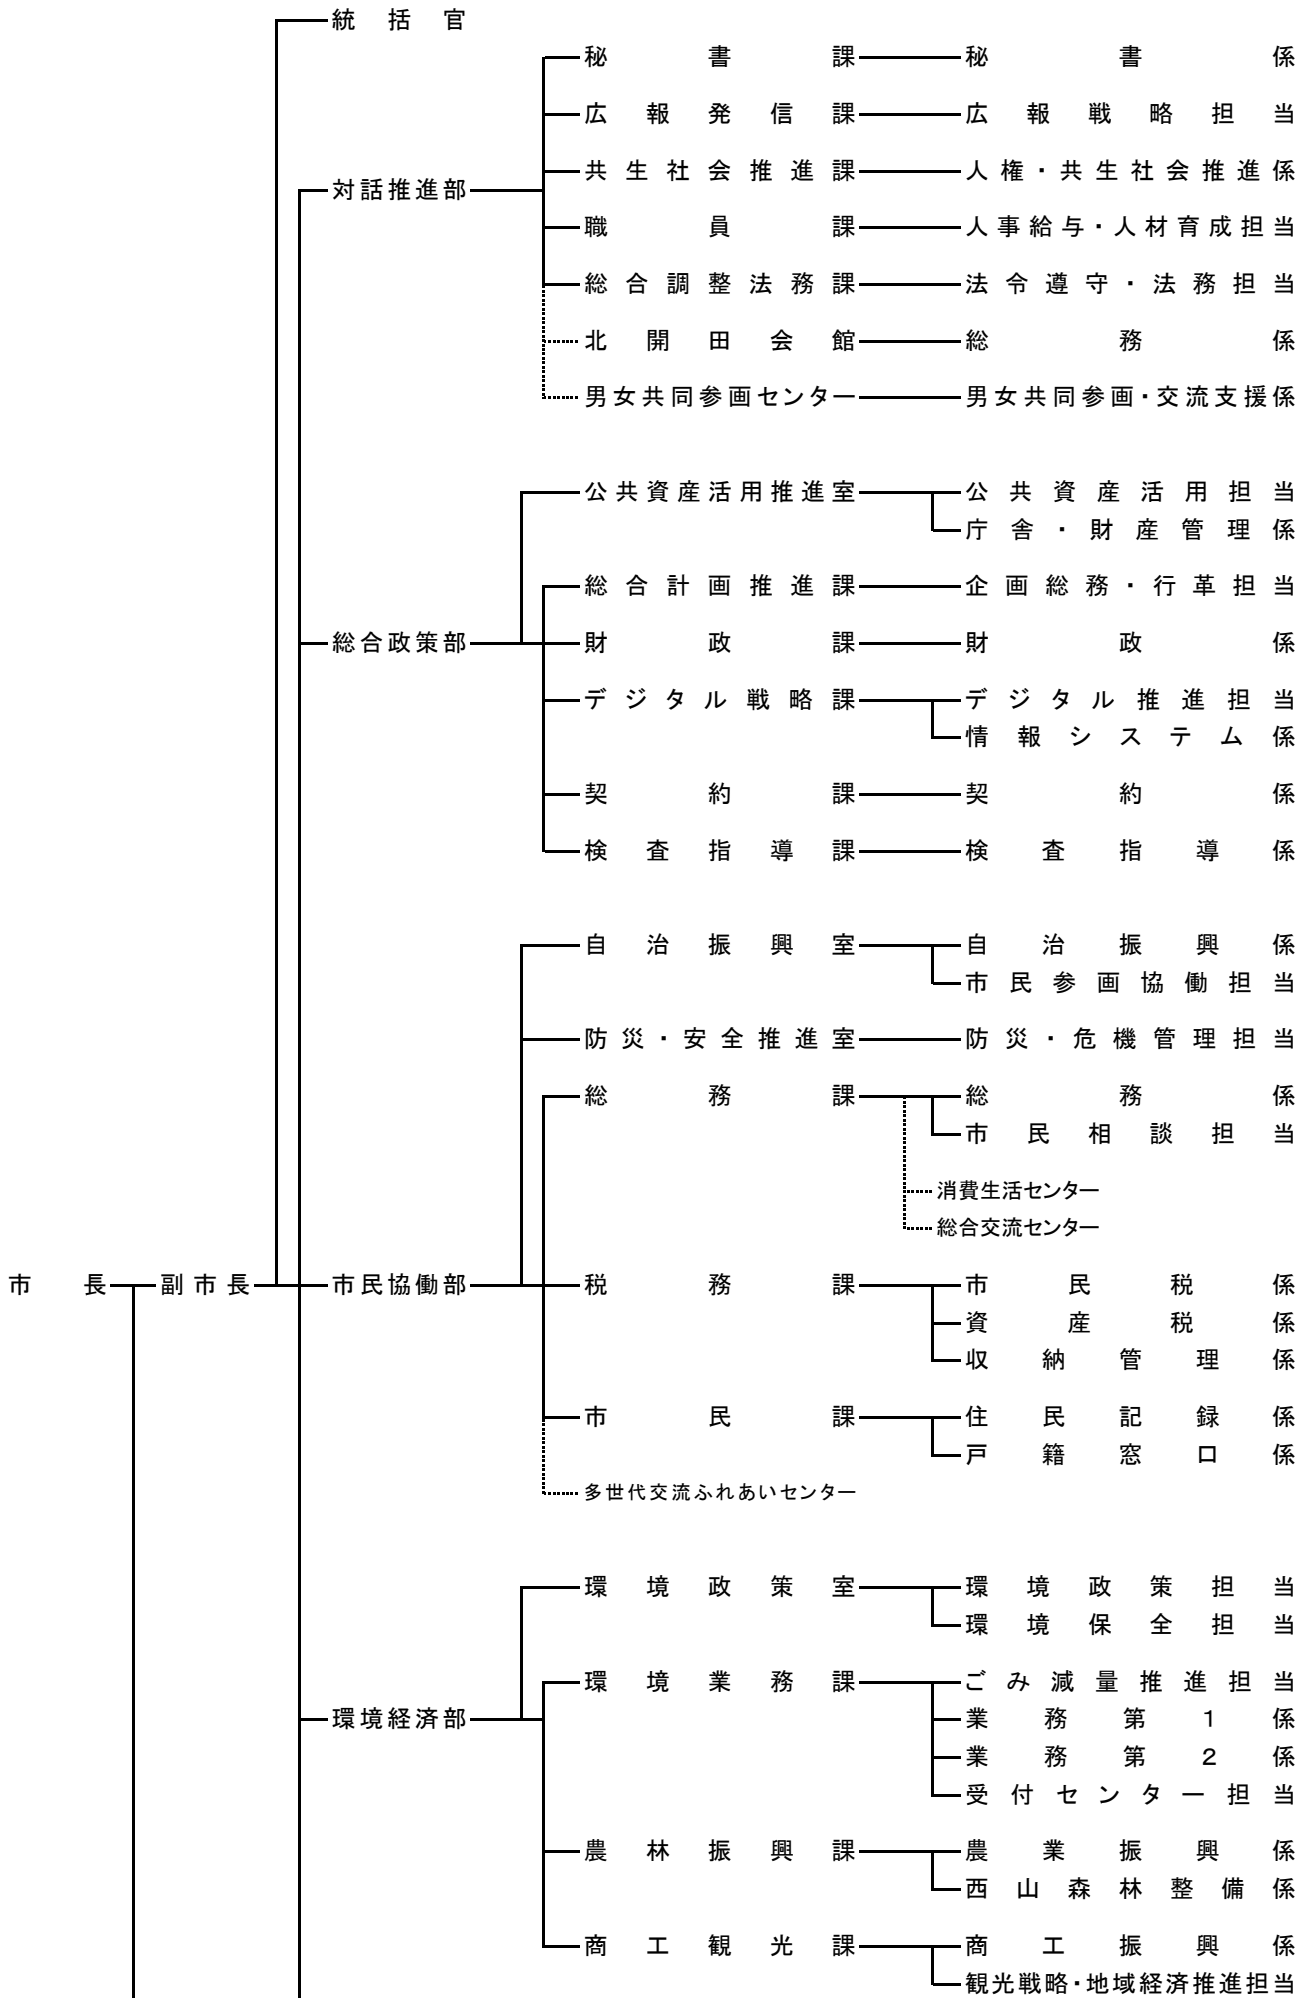 統括官
秘書課 秘書係
広報発信課 広報戦略担当
共生社会推進課 人権・共生社会推進係
対話推進部
職員課 人事給与・人材育成担当
総合調整法務課 法令遵守・法務担当
北開田会館 総務係
男女共同参画センター 男女共同参画・交流支援係
公共資産活用推進室 公共資産活用担当
庁舎・財産管理係
総合計画推進課 企画総務・行革担当
総合政策部 財政課 財政係
デジタル戦略課 デジタル推進担当
情報システム係
契約課 契約係
検査指導課 検査指導係
自治振興室 自治振興係
市民参画協働担当
防災・安全推進室 防災・危機管理担当
総務課 総務係
市民相談担当
消費生活センター
総合交流センター
市長 副市長 市民協働部 税務課 市民税係
資産税係
収納管理係
市民課 住民記録係
戸籍窓口係
多世代交流ふれあいセンター
環境政策室 環境政策担当
環境保全担当
環境業務課 ごみ減量推進担当
環境経済部 業務第1係
業務第2係
受付センター担当
農林振興課 農業振興係
西山森林整備係
商工観光課 商工振興係
観光戦略・地域経済推進担当